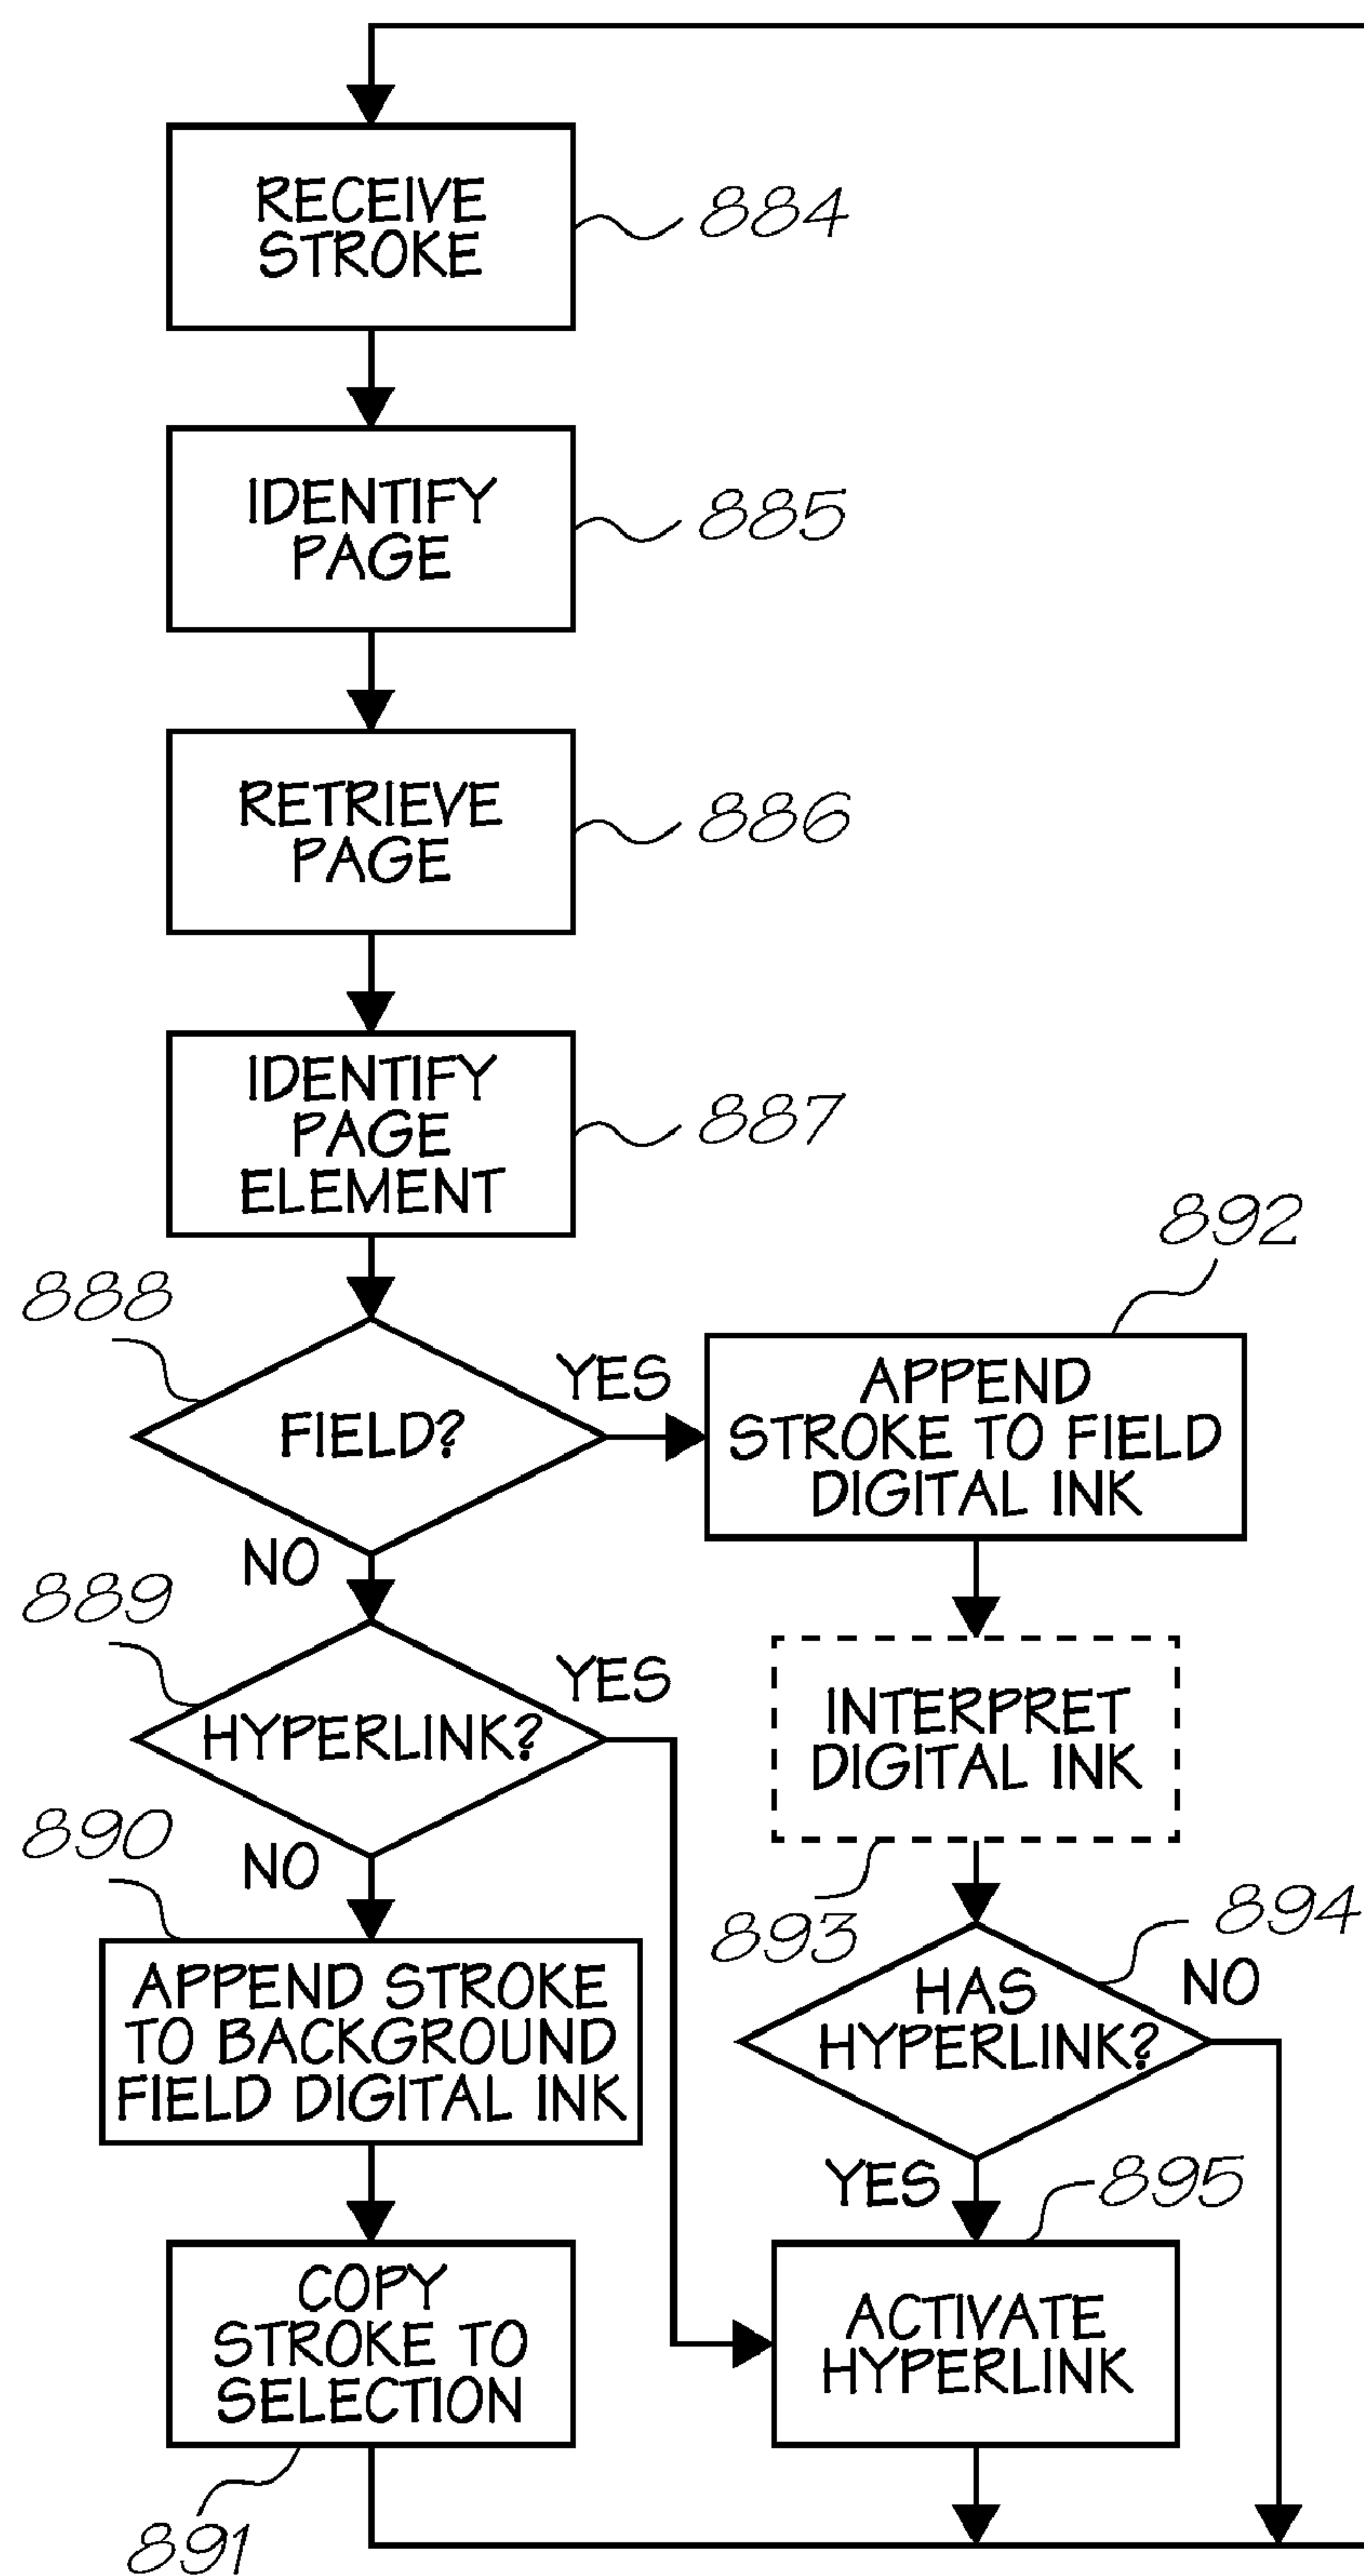 RECEIVE
STROKE
884
IDENTIFY
PAGE
885
RETRIEVE
PAGE
886
IDENTIFY
PAGE
ELEMENT
887
888
FIELD?
YES
NO
892
APPEND
STROKE TO FIELD
DIGITAL INK
889
HYPERLINK?
YES
NO
INTERPRET
DIGITAL INK
893
890
APPEND STROKE
TO BACKGROUND
FIELD DIGITAL INK
894
HAS
HYPERLINK?
NO
YES
895
COPY
STROKE TO
SELECTION
891
ACTIVATE
HYPERLINK